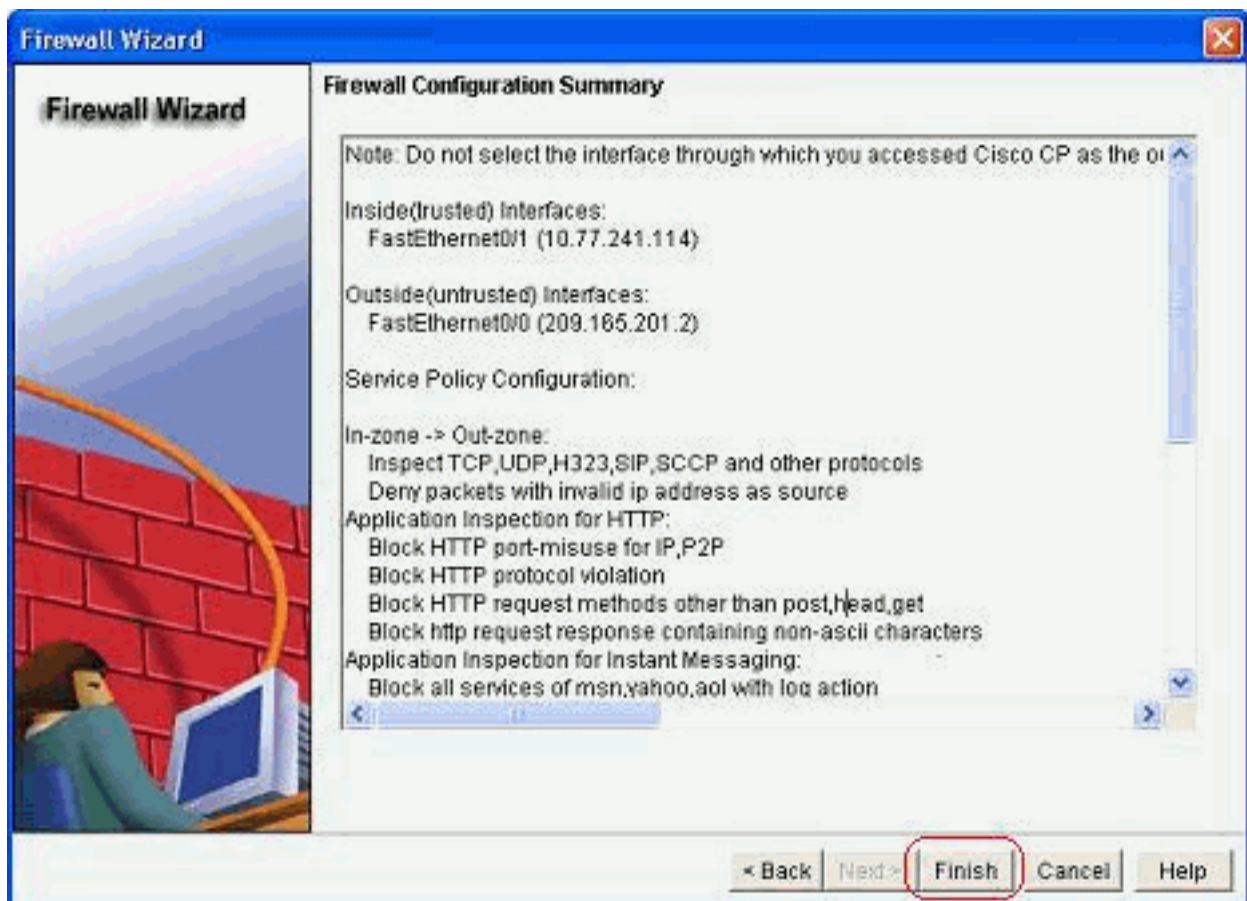 Firewall Wizard
Firewall Wizard
Firewall Configuration Summary
Note: Do not select the interface through which you accessed Cisco CP as the
Inside(trusted) Interfaces:
FastEthernet0/1 (10.77.241.114)
Outside(untrusted) Interfaces:
FastEthernet0/0 (209.165.201.2)
Service Policy Configuration:
In-zone -> Out-zone:
Inspect TCP,UDP,H323,SIP,SCCP and other protocols
Deny packets with invalid ip address as source
Application Inspection for HTTP:
Block HTTP port-misuse for IP,P2P
Block HTTP protocol violation
Block HTTP request methods other than post,head,get
Block http request response containing non-ascii characters
Application Inspection for Instant Messaging:
Block all services of msn,yahoo,aol with log action
< Back Next > Finish Cancel Help